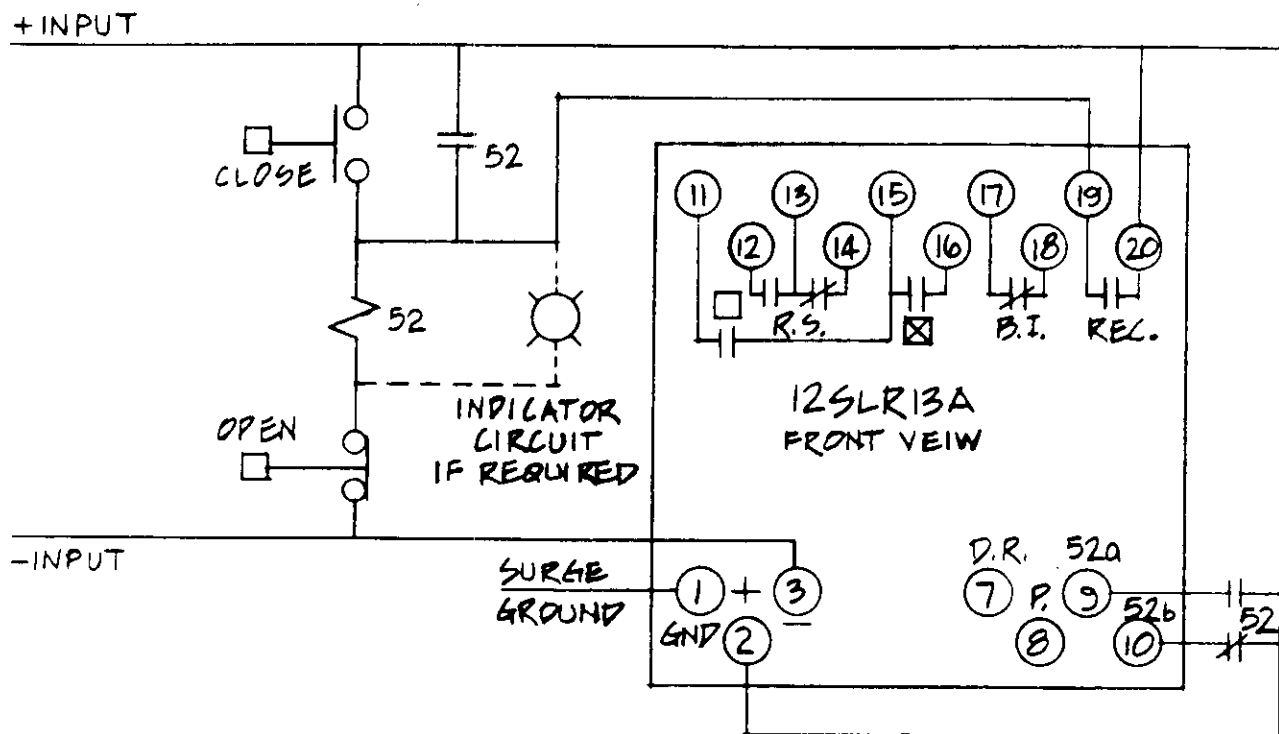 + INPUT
CLOSE
52
11
13
15
17
19
12
14
16
18
20
R.S.
B.I.
REC.
52
12SLR13A
FRONT VEIW
INDICATOR
CIRCUIT
IF REQUIRED
OPEN
-INPUT
SURGE
GROUND
1
+
3
-
GND
2
D.R.
52a
7
P.
9
52b
8
10
52